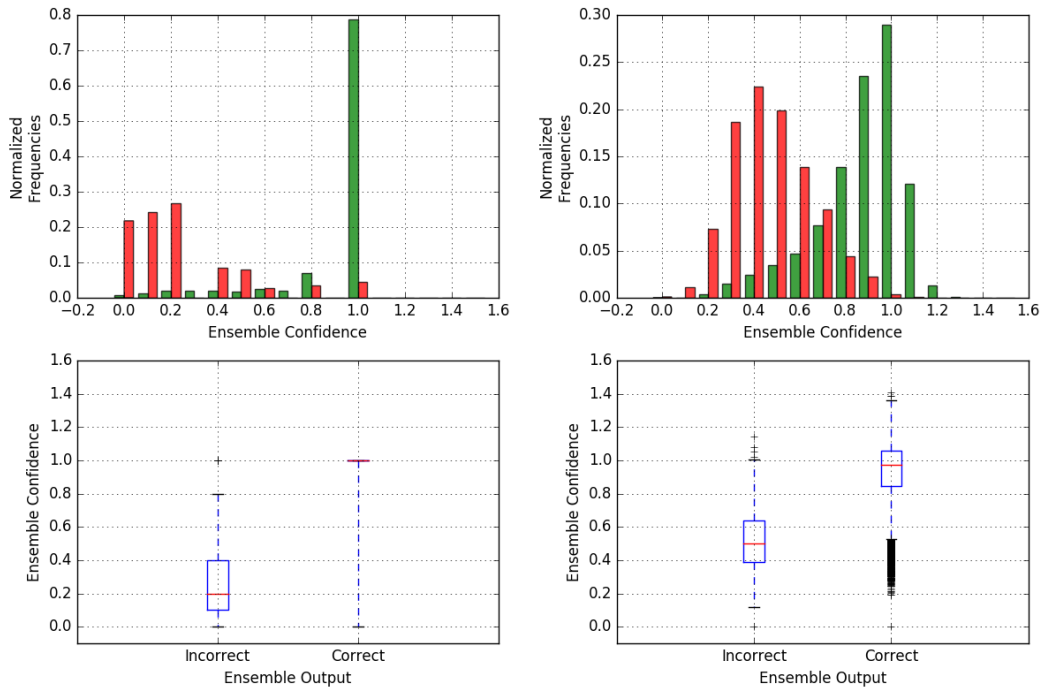 0.8
0.7
0.6
0.5
0.4
0.3
0.2
0.1
0.0
Normalized
Frequencies
−0.2 0.0 0.2 0.4 0.6 0.8 1.0 1.2 1.4 1.6
Ensemble Confidence
0.30
0.25
0.20
0.15
0.10
0.05
0.00
Normalized
Frequencies
−0.2 0.0 0.2 0.4 0.6 0.8 1.0 1.2 1.4 1.6
Ensemble Confidence
1.6
1.4
1.2
1.0
0.8
0.6
0.4
0.2
0.0
Ensemble Confidence
Incorrect Correct
Ensemble Output
1.6
1.4
1.2
1.0
0.8
0.6
0.4
0.2
0.0
Ensemble Confidence
Incorrect Correct
Ensemble Output